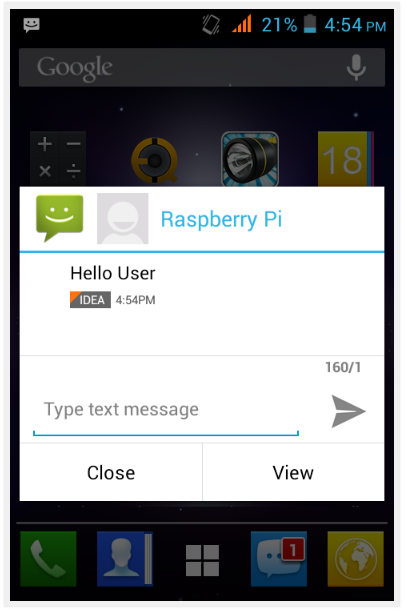 21% 4:54 PM
Google
18
Raspberry Pi
Hello User
IDEA 4:54PM
160/1
Type text message
Close View
1